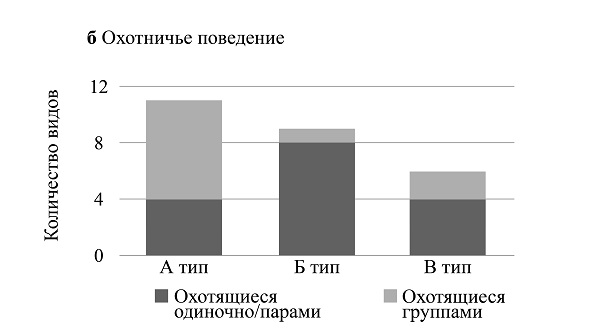 б Охотничье поведение
Количество видов
12
8
4
0
А тип
Б тип
В тип
Охотящиеся
одиночно/парами
Охотящиеся
группами